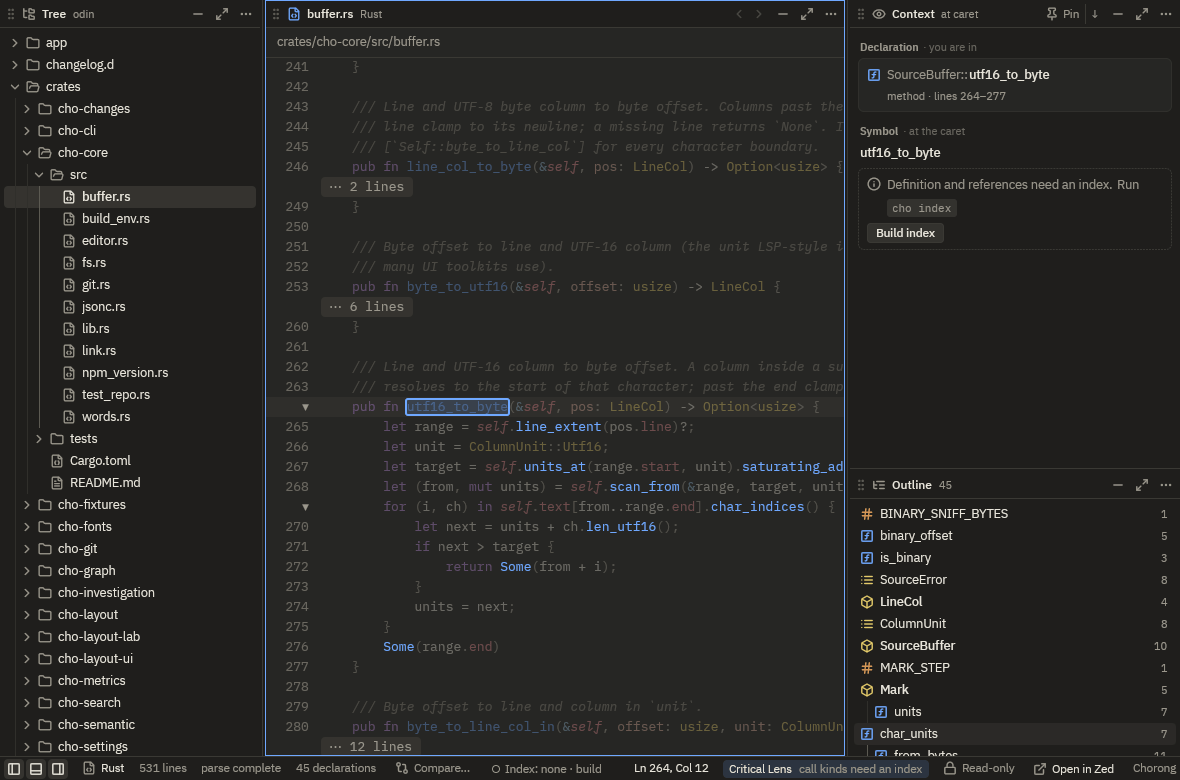 Tree odin
app
changelog.d
crates
cho-changes
cho-cli
cho-core
src
buffer.rs
build_env.rs
editor.rs
fs.rs
git.rs
jsonc.rs
lib.rs
link.rs
npm_version.rs
test_repo.rs
words.rs
tests
Cargo.toml
README.md
cho-fixtures
cho-fonts
cho-git
cho-graph
cho-investigation
cho-layout
cho-layout-lab
cho-layout-ui
cho-metrics
cho-search
cho-semantic
cho-settings
buffer.rs Rust
crates/cho-core/src/buffer.rs
241 }
242
243 /// Line and UTF-8 byte column to byte offset. Columns past the
244 /// line clamp to its newline; a missing line returns `None`. I
245 /// [`Self::byte_to_line_col`] for every character boundary.
246 pub fn line_col_to_byte(&self, pos: LineCol) -> Option<usize> {
··· 2 lines
249 }
250
251 /// Byte offset to line and UTF-16 column (the unit LSP-style i
252 /// many UI toolkits use).
253 pub fn byte_to_utf16(&self, offset: usize) -> LineCol {
··· 6 lines
260 }
261
262 /// Line and UTF-16 column to byte offset. A column inside a su
263 /// resolves to the start of that character; past the end clamp
pub fn utf16_to_byte(&self, pos: LineCol) -> Option<usize> {
265 let range = self.line_extent(pos.line)?;
266 let unit = ColumnUnit::Utf16;
267 let target = self.units_at(range.start, unit).saturating_ad
268 let (from, mut units) = self.scan_from(&range, target, unit
for (i, ch) in self.text[from..range.end].char_indices() {
270 let next = units + ch.len_utf16();
271 if next > target {
272 return Some(from + i);
273 }
274 units = next;
275 }
276 Some(range.end)
277 }
278
279 /// Byte offset to line and column in `unit`.
280 pub fn byte_to_line_col_in(&self, offset: usize, unit: ColumnUn
··· 12 lines
Context at caret
Pin
Declaration · you are in
SourceBuffer::utf16_to_byte
method · lines 264–277
Symbol · at the caret
utf16_to_byte
Definition and references need an index. Run
cho index
Build index
Outline 45
BINARY_SNIFF_BYTES 1
binary_offset 5
is_binary 3
SourceError 8
LineCol 4
ColumnUnit 8
SourceBuffer 10
MARK_STEP 1
Mark 5
units 7
char_units 7
from_bytes
Rust 531 lines parse complete 45 declarations Compare... Index: none · build Ln 264, Col 12 Critical Lens call kinds need an index Read-only Open in Zed Chorong